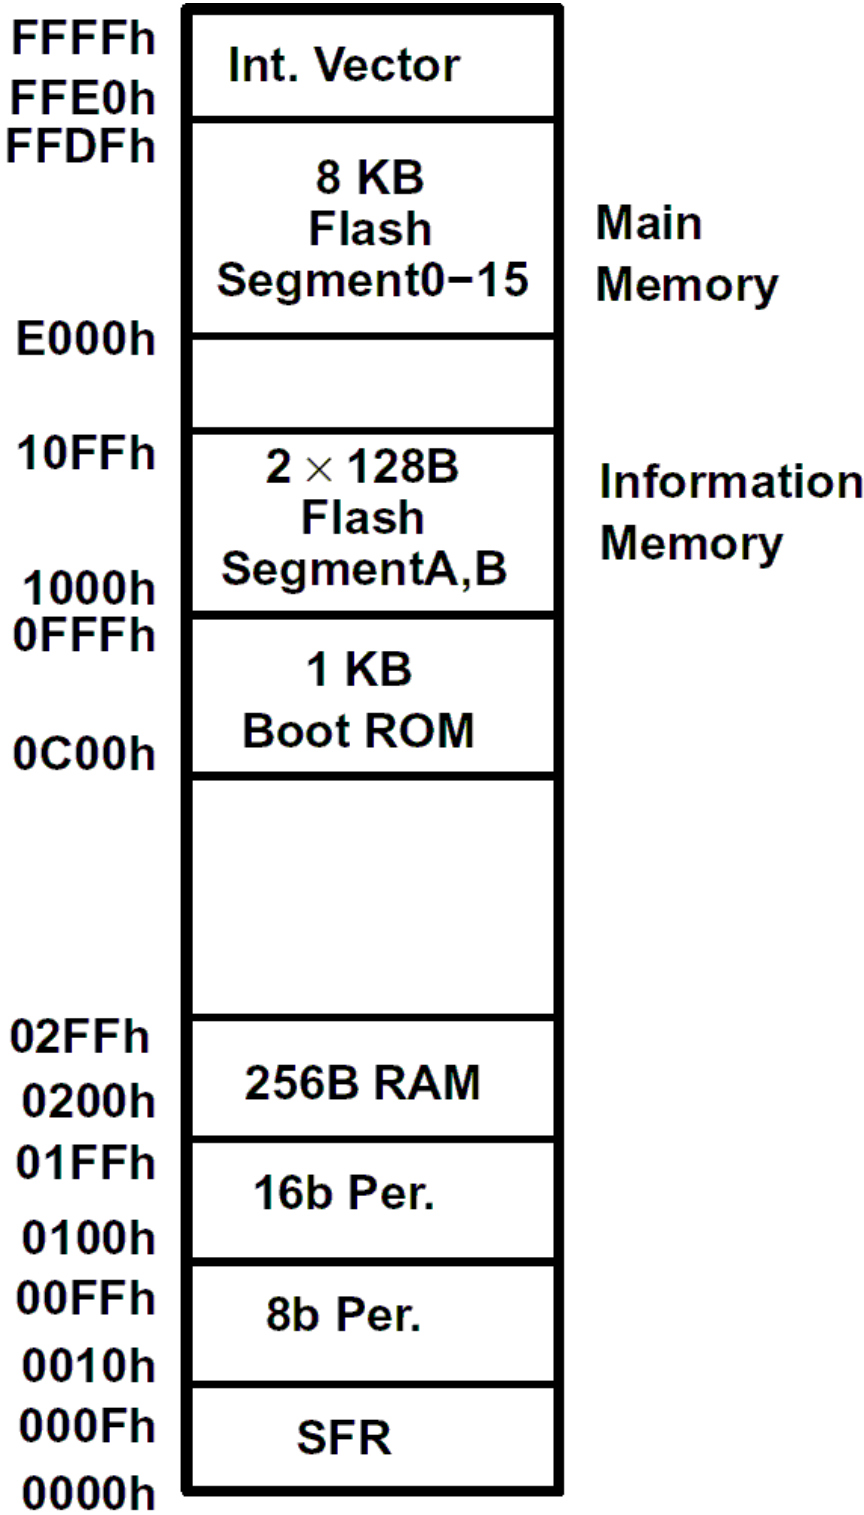 FFFFh
Int. Vector
FFE0h
FFDFh
8 KB
Flash
Segment0−15
Main
Memory
E000h
10FFh
2 × 128B
Flash
SegmentA,B
Information
Memory
1000h
0FFFh
1 KB
Boot ROM
0C00h
02FFh
256B RAM
0200h
01FFh
16b Per.
0100h
00FFh
8b Per.
0010h
000Fh
SFR
0000h